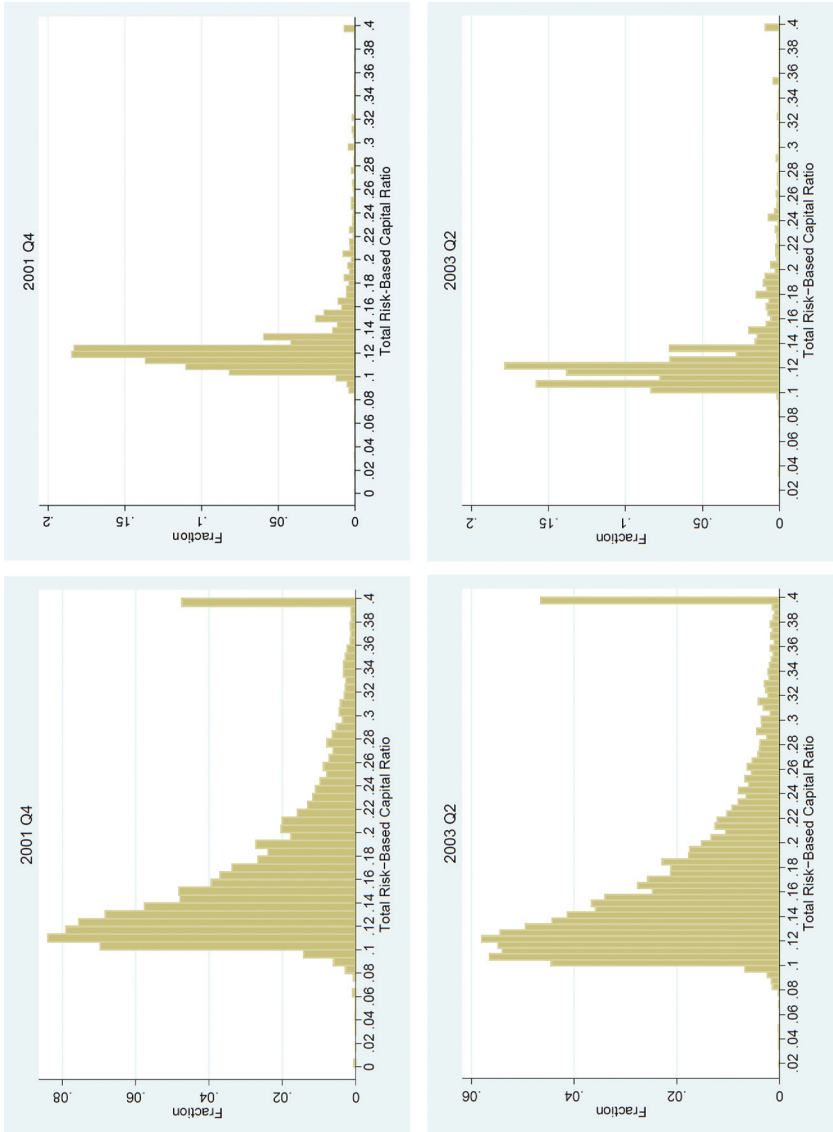 2001 Q4
Fraction
.08
.06
.04
.02
0
0 .02 .04 .06 .08 .1 .12 .14 .16 .18 .2 .22 .24 .26 .28 .3 .32 .34 .36 .38 .4
Total Risk-Based Capital Ratio
2001 Q4
Fraction
.2
.15
.1
.05
0
0 .02 .04 .06 .08 .1 .12 .14 .16 .18 .2 .22 .24 .26 .28 .3 .32 .34 .36 .38 .4
Total Risk-Based Capital Ratio
2003 Q2
Fraction
.06
.04
.02
0
.02 .04 .06 .08 .1 .12 .14 .16 .18 .2 .22 .24 .26 .28 .3 .32 .34 .36 .38 .4
Total Risk-Based Capital Ratio
2003 Q2
Fraction
.2
.15
.1
.05
0
.02 .04 .06 .08 .1 .12 .14 .16 .18 .2 .22 .24 .26 .28 .3 .32 .34 .36 .38 .4
Total Risk-Based Capital Ratio